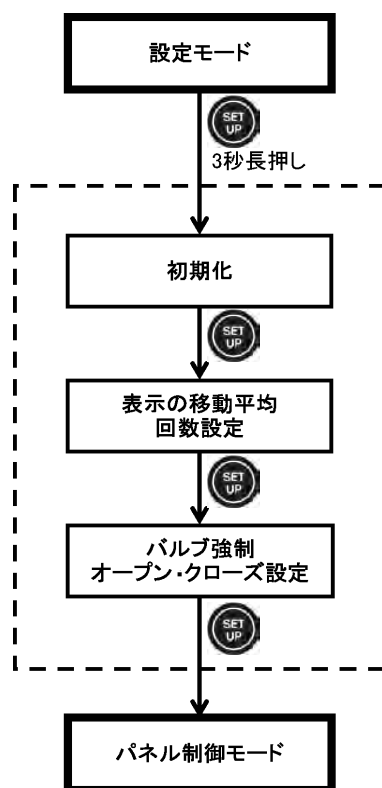 設定モード
SET
UP
3秒長押し
初期化
SET
UP
表示の移動平均
回数設定
SET
UP
バルブ強制
オープン・クローズ設定
SET
UP
パネル制御モード